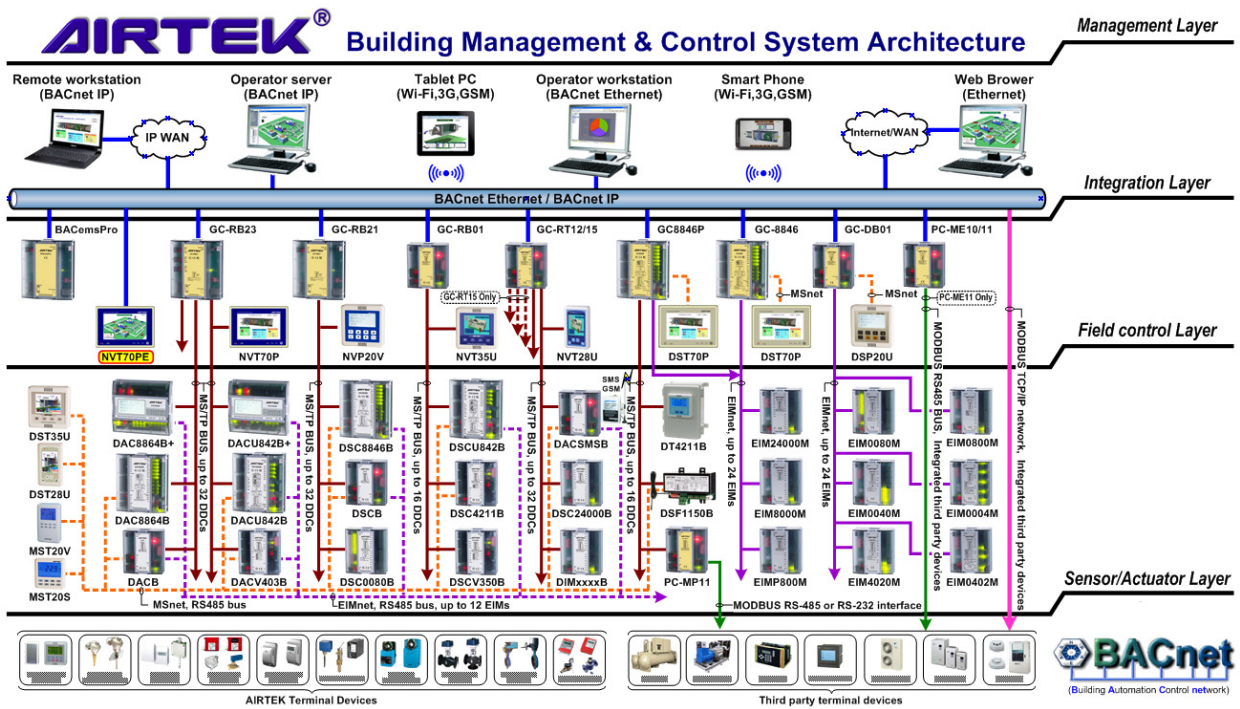 AIRTEK®
Building Management & Control System Architecture
Management Layer
Remote workstation
(BACnet IP)
Operator server
(BACnet IP)
Tablet PC
(Wi-Fi,3G,GSM)
Operator workstation
(BACnet Ethernet)
Smart Phone
(Wi-Fi,3G,GSM)
Web Brower
(Ethernet)
IP WAN
Internet/WAN
Integration Layer
BACnet Ethernet / BACnet IP
BACemsPro
GC-RB23
GC-RB21
GC-RB01
GC-RT12/15
GC8846P
GC-8846
GC-DB01
PC-ME10/11
GC-RT15 Only
MSnet
MSnet
PC-ME11 Only
NVT70PE
NVT70P
NVP20V
NVT35U
NVT28U
DST70P
DST70P
DSP20U
Field control Layer
MS/TP BUS, up to 32 DDCs
MS/TP BUS, up to 32 DDCs
MS/TP BUS, up to 16 DDCs
MS/TP BUS, up to 32 DDCs
MS/TP BUS, up to 16 DDCs
EIMnet, up to 24 EIMs
EIMnet, up to 24 EIMs
MODBUS RS485 BUS, Integrated third party devices
MODBUS TCP/IP network, Integrated third party devices
SMS
GSM
DST35U
DAC8864B+
DACU842B+
DSC8846B
DSCU842B
DACSMSB
DT4211B
EIM24000M
EIM0080M
EIM0800M
DST28U
DAC8864B
DACU842B
DSCB
DSC4211B
DSC24000B
DSF1150B
EIM8000M
EIM0040M
EIM0004M
MST20V
MST20S
DACB
DACV403B
DSC0080B
DSCV350B
DIMxxxxB
PC-MP11
EIMP800M
EIM4020M
EIM0402M
Sensor/Actuator Layer
MSnet, RS485 bus
EIMnet, RS485 bus, up to 12 EIMs
MODBUS RS-485 or RS-232 interface
AIRTEK Terminal Devices
Third party terminal devices
BACnet
(Building Automation Control network)